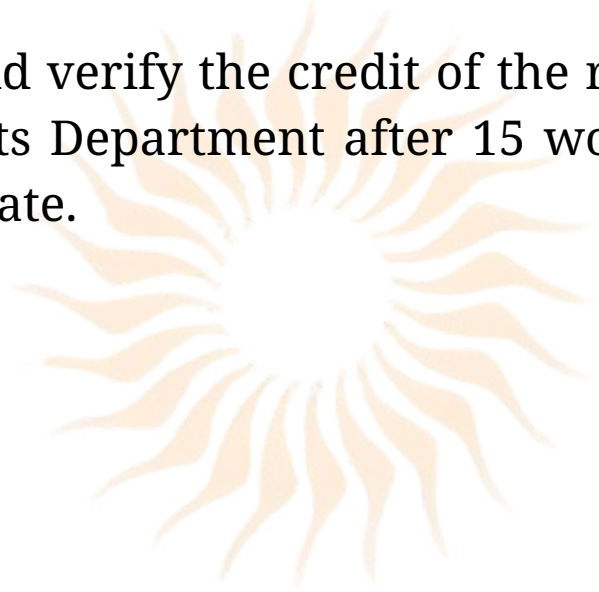 d verify the credit of the r
ts Department after 15 wo
ate.